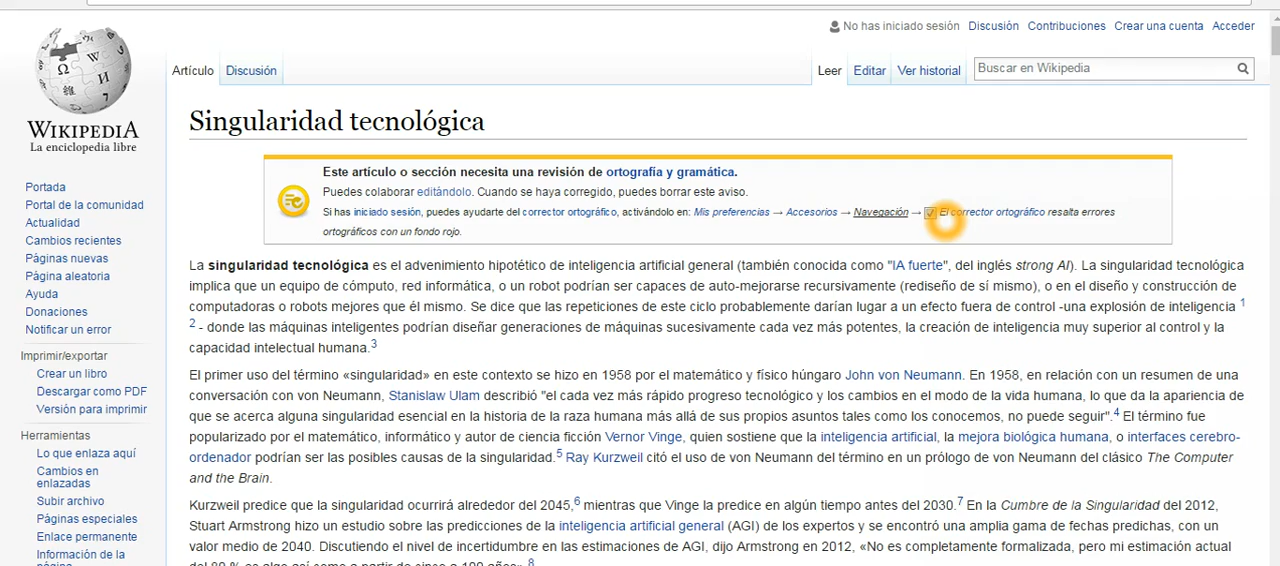 No has iniciado sesión Discusión Contribuciones Crear una cuenta Acceder
Artículo Discusión Leer Editar Ver historial Buscar en Wikipedia
WIKIPEDIA
La enciclopedia libre
Portada
Portal de la comunidad
Actualidad
Cambios recientes
Páginas nuevas
Página aleatoria
Ayuda
Donaciones
Notificar un error
Imprimir/exportar
Crear un libro
Descargar como PDF
Versión para imprimir
Herramientas
Lo que enlaza aquí
Cambios en
enlazadas
Subir archivo
Páginas especiales
Enlace permanente
Información de la
Singularidad tecnológica
Este artículo o sección necesita una revisión de ortografía y gramática.
Puedes colaborar editándolo. Cuando se haya corregido, puedes borrar este aviso.
Si has iniciado sesión, puedes ayudarte del corrector ortográfico, activándolo en: Mis preferencias → Accesorios → Navegación → El corrector ortográfico resalta errores
ortográficos con un fondo rojo.
La singularidad tecnológica es el advenimiento hipotético de inteligencia artificial general (también conocida como "IA fuerte", del inglés strong AI). La singularidad tecnológica
implica que un equipo de cómputo, red informática, o un robot podrían ser capaces de auto-mejorarse recursivamente (rediseño de sí mismo), o en el diseño y construcción de
computadoras o robots mejores que él mismo. Se dice que las repeticiones de este ciclo probablemente darían lugar a un efecto fuera de control -una explosión de inteligencia 1
2 - donde las máquinas inteligentes podrían diseñar generaciones de máquinas sucesivamente cada vez más potentes, la creación de inteligencia muy superior al control y la
capacidad intelectual humana.3
El primer uso del término «singularidad» en este contexto se hizo en 1958 por el matemático y físico húngaro John von Neumann. En 1958, en relación con un resumen de una
conversación con von Neumann, Stanislaw Ulam describió "el cada vez más rápido progreso tecnológico y los cambios en el modo de la vida humana, lo que da la apariencia de
que se acerca alguna singularidad esencial en la historia de la raza humana más allá de sus propios asuntos tales como los conocemos, no puede seguir".4 El término fue
popularizado por el matemático, informático y autor de ciencia ficción Vernor Vinge, quien sostiene que la inteligencia artificial, la mejora biológica humana, o interfaces cerebro-
ordenador podrían ser las posibles causas de la singularidad.5 Ray Kurzweil citó el uso de von Neumann del término en un prólogo de von Neumann del clásico The Computer
and the Brain.
Kurzweil predice que la singularidad ocurrirá alrededor del 2045,6 mientras que Vinge la predice en algún tiempo antes del 2030.7 En la Cumbre de la Singularidad del 2012,
Stuart Armstrong hizo un estudio sobre las predicciones de la inteligencia artificial general (AGI) de los expertos y se encontró una amplia gama de fechas predichas, con un
valor medio de 2040. Discutiendo el nivel de incertidumbre en las estimaciones de AGI, dijo Armstrong en 2012, «No es completamente formalizada, pero mi estimación actual